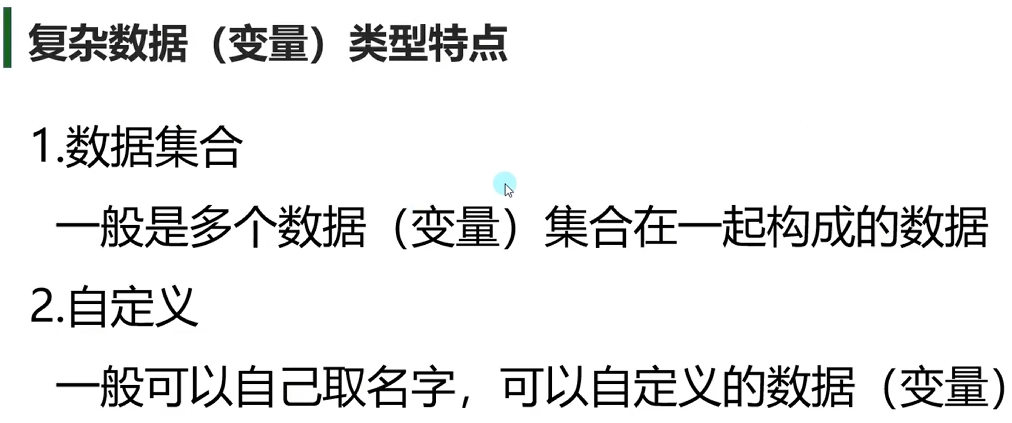 复杂数据（变量）类型特点
1.数据集合
一般是多个数据（变量）集合在一起构成的数据
2.自定义
一般可以自己取名字，可以自定义的数据（变量）